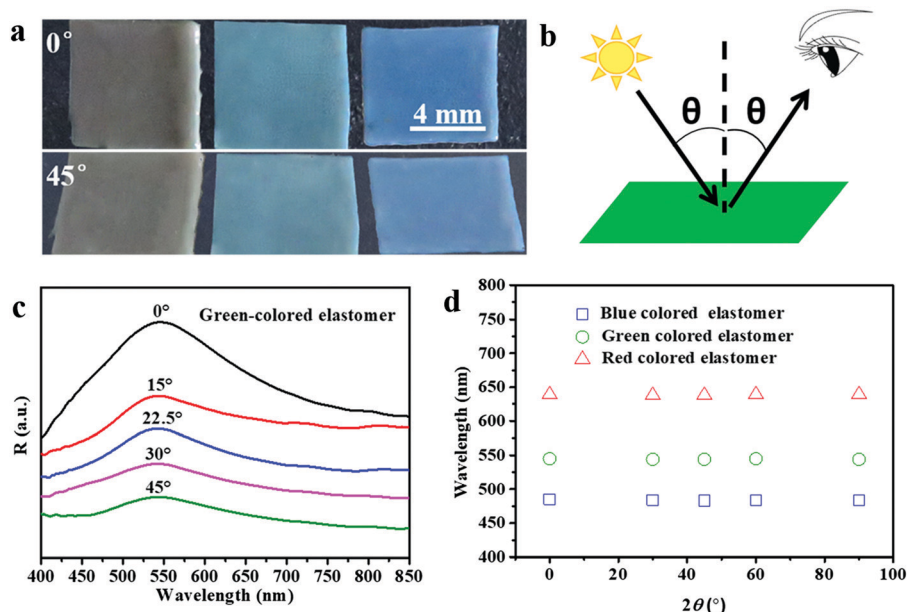 a
0°
4 mm
45°
b
θ θ
c
Green-colored elastomer
0°
15°
22.5°
30°
45°
R (a.u.)
400 450 500 550 600 650 700 750 800 850
Wavelength (nm)
d
800
750
700
650
600
550
500
450
400
Blue colored elastomer
Green colored elastomer
Red colored elastomer
Wavelength (nm)
0 20 40 60 80 100
2θ (°)